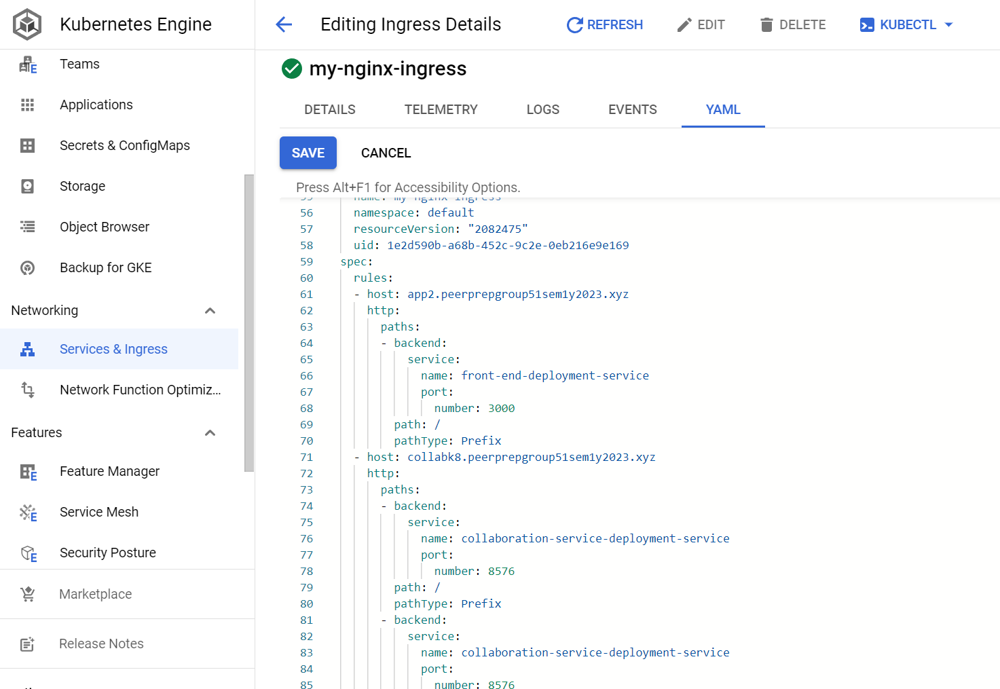 Kubernetes Engine
Teams
Applications
Secrets & ConfigMaps
Storage
Object Browser
Backup for GKE
Networking
Services & Ingress
Network Function Optimiz...
Features
Feature Manager
Service Mesh
Security Posture
Marketplace
Release Notes
Editing Ingress Details
REFRESH
EDIT
DELETE
KUBECTL
my-nginx-ingress
DETAILS
TELEMETRY
LOGS
EVENTS
YAML
SAVE
CANCEL
Press Alt+F1 for Accessibility Options.
55 name: my-nginx-ingress
56 namespace: default
57 resourceVersion: "2082475"
58 uid: 1e2d590b-a68b-452c-9c2e-0eb216e9e169
59 spec:
60 rules:
61 - host: app2.peerprepgroup51sem1y2023.xyz
62 http:
63 paths:
64 - backend:
65 service:
66 name: front-end-deployment-service
67 port:
68 number: 3000
69 path: /
70 pathType: Prefix
71 - host: collabk8.peerprepgroup51sem1y2023.xyz
72 http:
73 paths:
74 - backend:
75 service:
76 name: collaboration-service-deployment-service
77 port:
78 number: 8576
79 path: /
80 pathType: Prefix
81 - backend:
82 service:
83 name: collaboration-service-deployment-service
84 port:
85 number: 8576